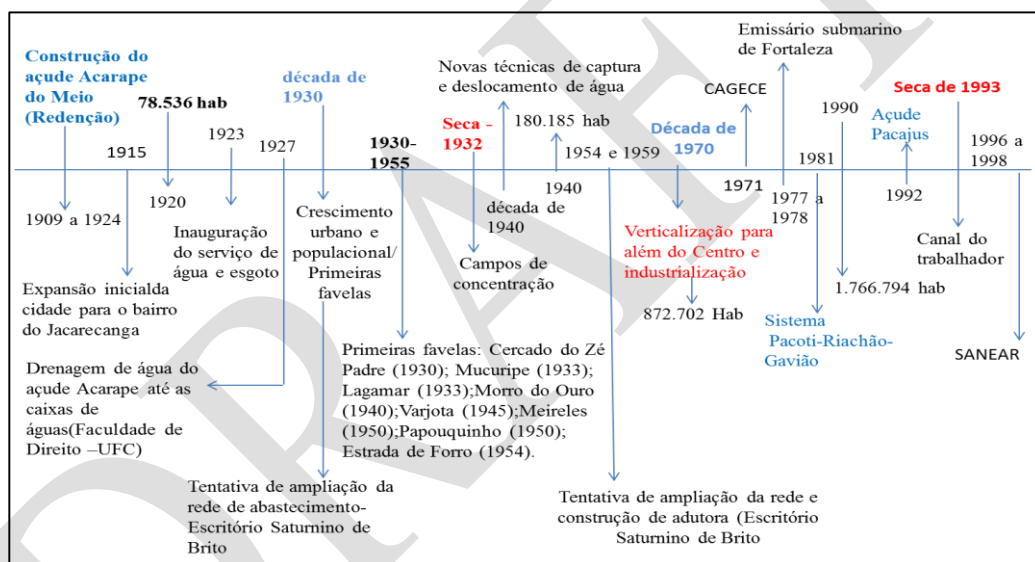 Construção do
açude Acarape
do Meio
(Redenção)
1909 a 1924
1915
Expansão inicialda
cidade para o bairro
do Jacarecanga
78.536 hab
1920
1923
Inauguração
do serviço de
água e esgoto
1927
Drenagem de água do
açude Acarape até as
caixas de
águas(Faculdade de
Direito –UFC)
década de
1930
Crescimento
urbano e
populacional/
Primeiras
favelas
Tentativa de ampliação da
rede de abastecimento-
Escritório Saturnino de
Brito
1930-
1955
Primeiras favelas: Cercado do Zé
Padre (1930); Mucuripe (1933);
Lagamar (1933);Morro do Ouro
(1940);Varjota (1945);Meireles
(1950);Papouquinho (1950);
Estrada de Forro (1954).
Seca -
1932
Campos de
concentração
Novas técnicas de captura
e deslocamento de água
década de
1940
180.185 hab
1940
1954 e 1959
Tentativa de ampliação da rede e
construção de adutora (Escritório
Saturnino de Brito
Década de
1970
Verticalização para
além do Centro e
industrialização
872.702 Hab
CAGECE
1971
Emissário submarino
de Fortaleza
1977 a
1978
1981
Sistema
Pacoti-Riachão-
Gavião
1990
1.766.794 hab
Açude
Pacajus
1992
Seca de 1993
Canal do
trabalhador
1996 a
1998
SANEAR
DRAFT